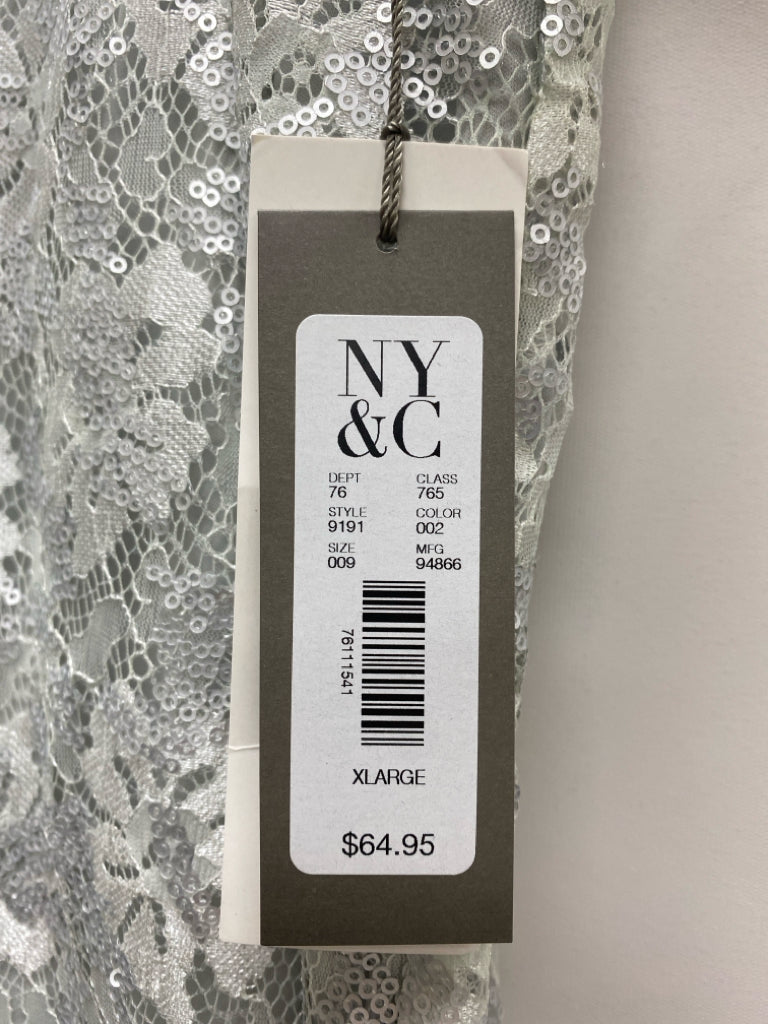 NY
&C
DEPT CLASS
76 765
STYLE COLOR
9191 002
SIZE MFG
009 94866
76111541
XLARGE
$64.95